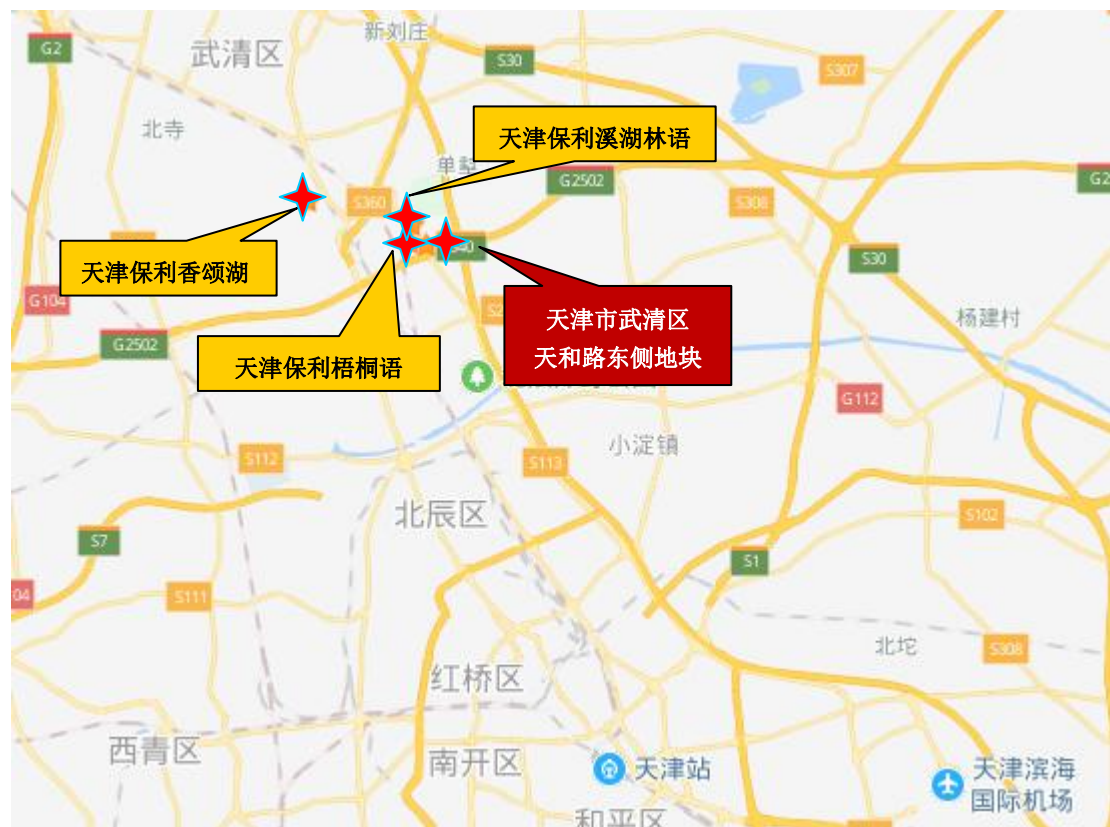 新刘庄
G2
武清区
S30
S307
北寺
天津保利溪湖林语
单
G2502
G2
S360
S308
天津保利香颂湖
S40
S30
G104
天津市武清区
天和路东侧地块
杨建村
G2502
天津保利梧桐语
G112
小淀镇
S112
S113
北辰区
S102
S7
S1
04
S111
北坨
S308
红桥区
西青区
南开区
天津站
天津滨海
国际机场
和平区